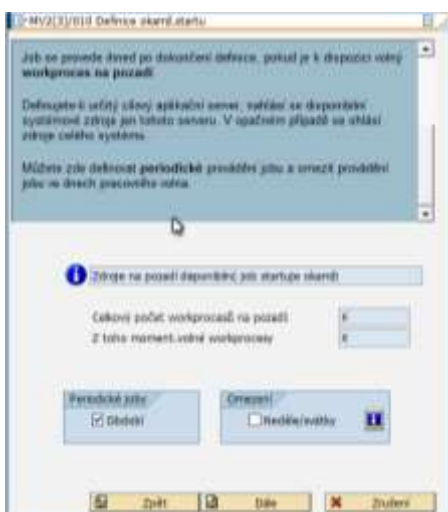 MV2(3)/010 Definice okamž.startu
Job se provede ihned po dokončení definice, pokud je k dispozici volný
workproces na pozadí.
Definujete-li určitý cílový aplikační server, nahlásí se disponibilní
systémové zdroje jen tohoto serveru. V opačném případě se ohlásí
zdroje celého systému.
Můžete zde definovat periodické provádění jobu a omezit provádění
jobu ve dnech pracovního volna.
Zdroje na pozadí disponibilní; job startuje okamž
Celkový počet workprocesů na pozadí
Z toho moment.volné workprocesy
Periodické joby
Omezení
Období
Neděle/svátky
Zpět
Dále
Zrušení